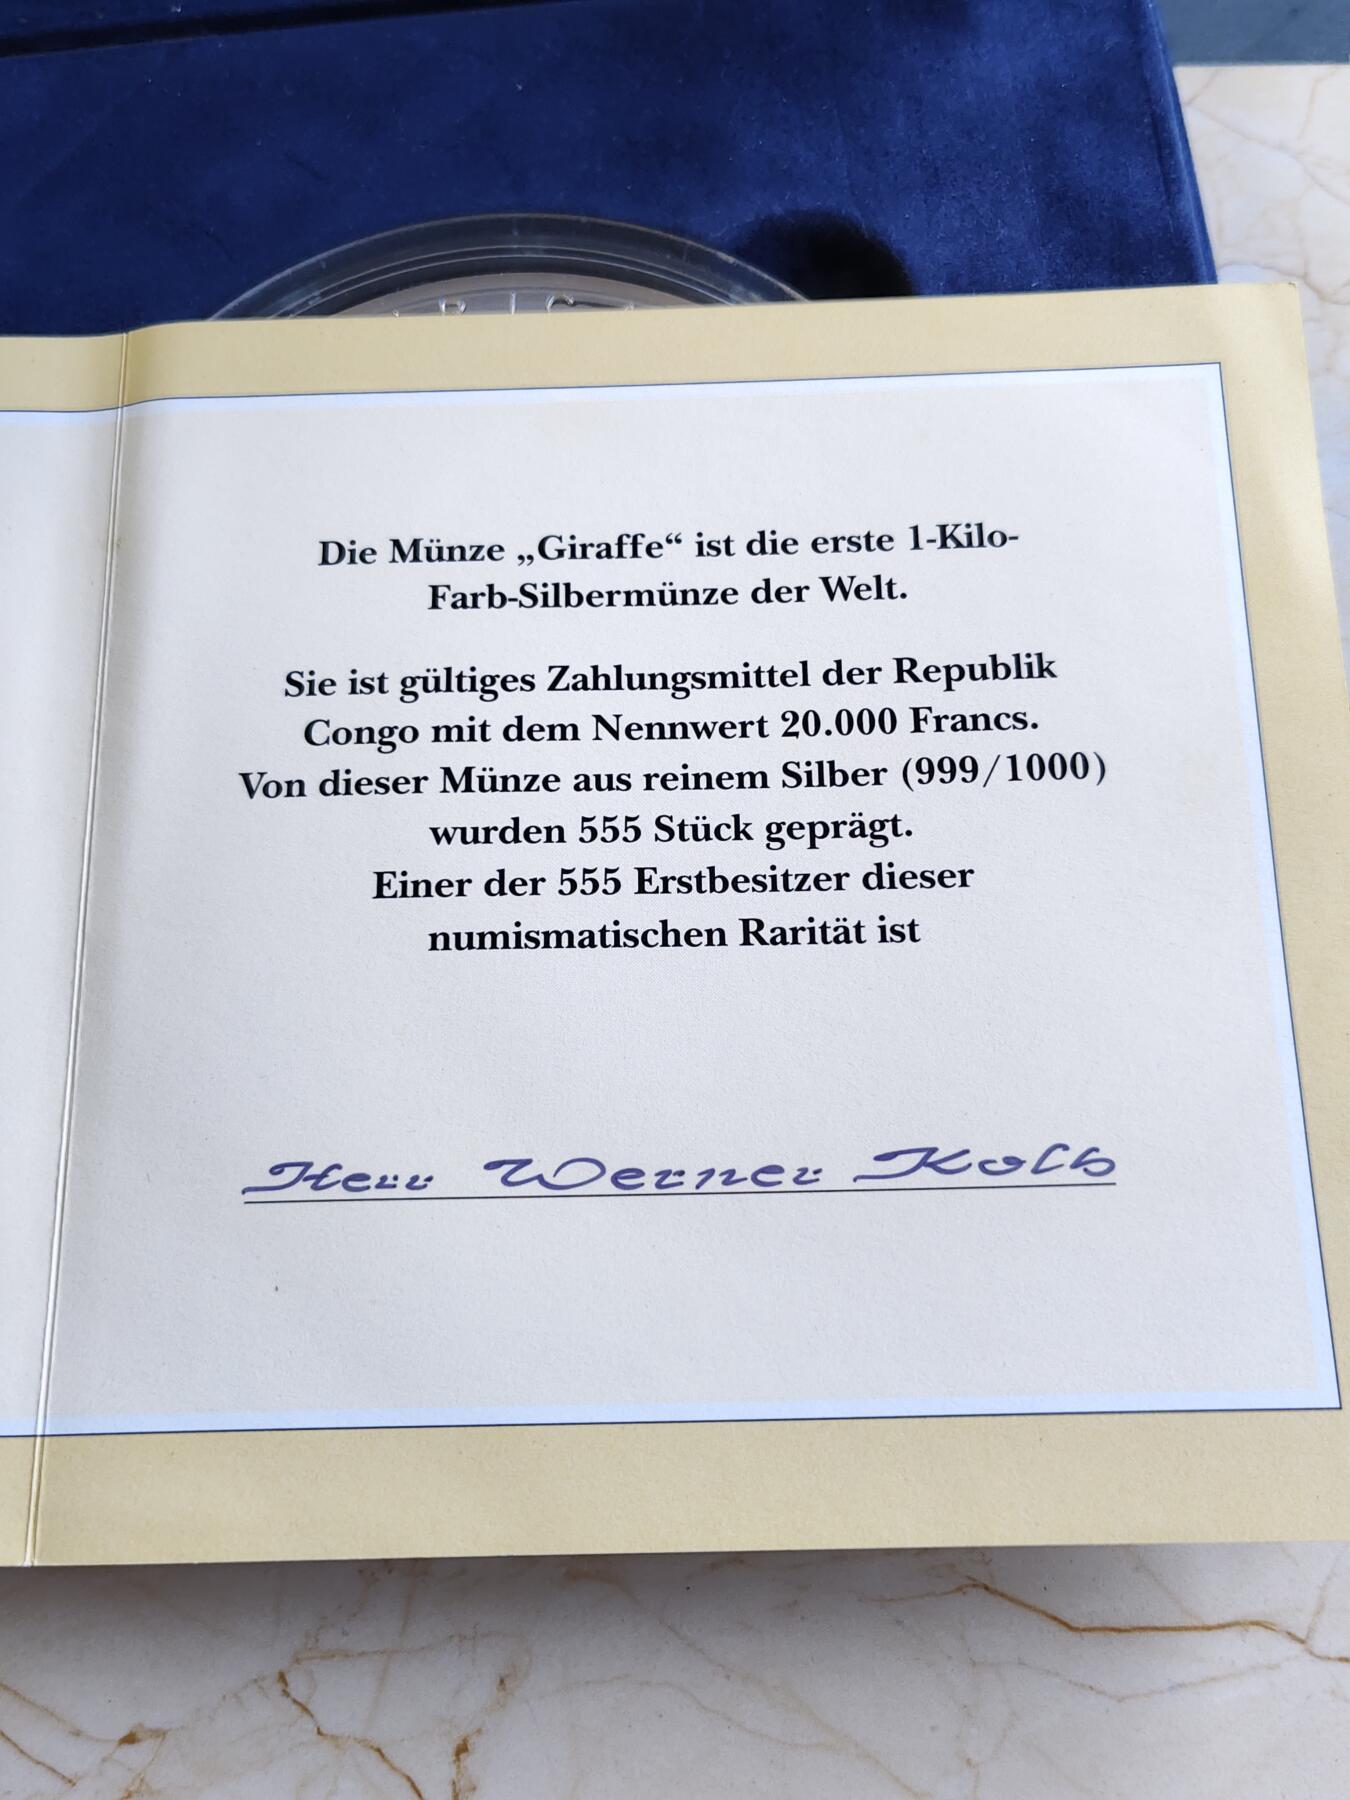 R I C
Die Münze „Giraffe“ ist die erste 1-Kilo-
Farb-Silbermünze der Welt.
Sie ist gültiges Zahlungsmittel der Republik
Congo mit dem Nennwert 20.000 Francs.
Von dieser Münze aus reinem Silber (999/1000)
wurden 555 Stück geprägt.
Einer der 555 Erstbesitzer dieser
numismatischen Rarität ist
Herr Werner Kolb